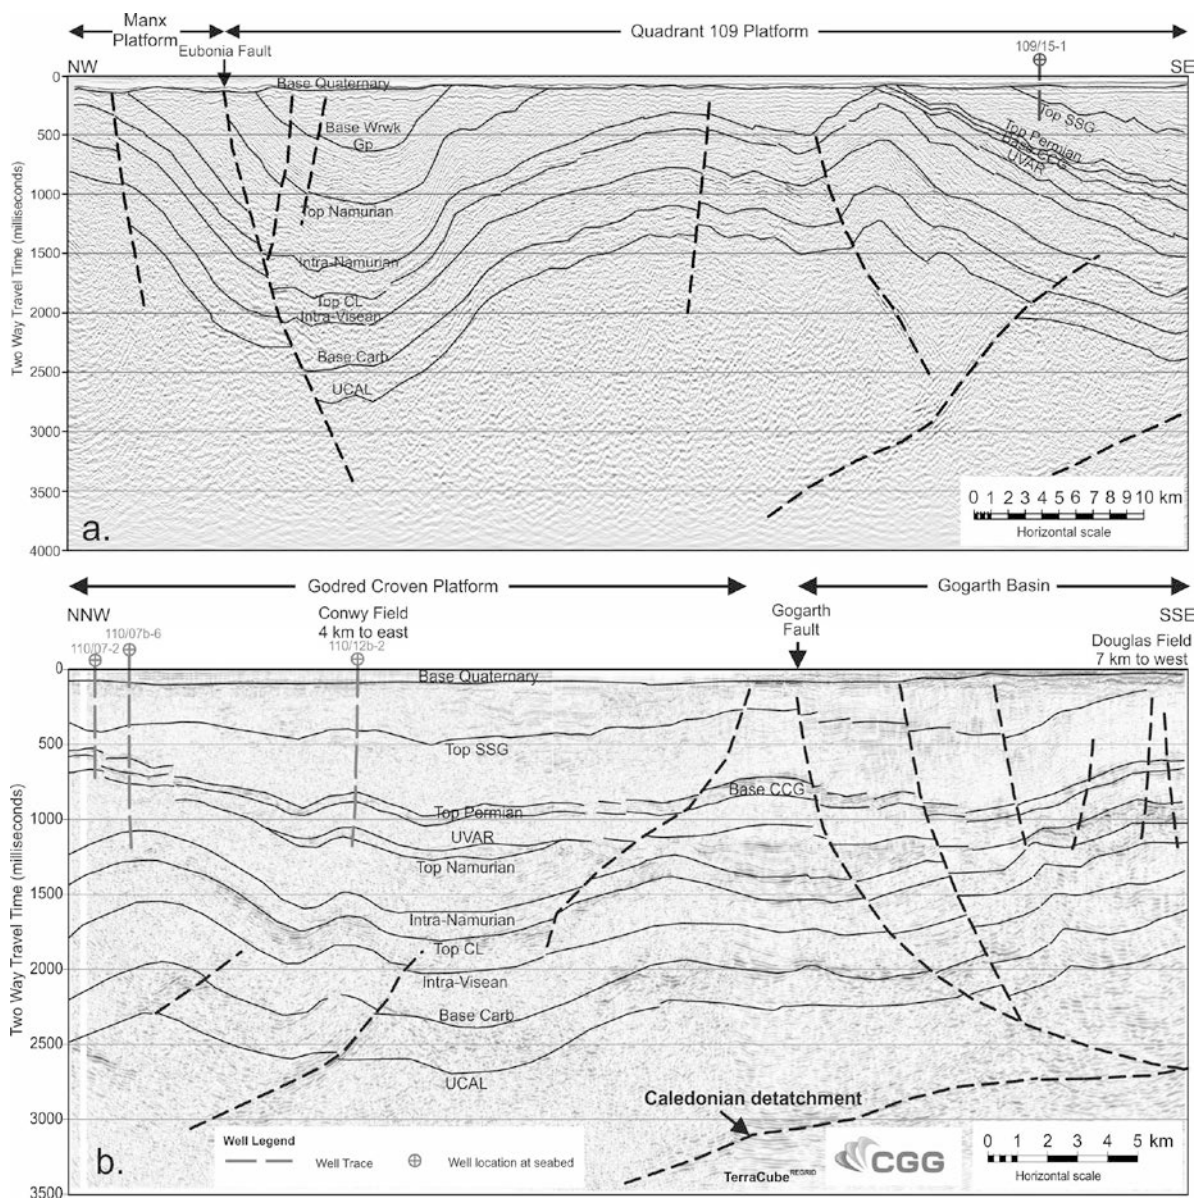 Manx
Platform
Quadrant 109 Platform
Eubonia Fault
109/15-1
NW
SE
0
Base Quaternary
Top SSG
500
Base Wrwk
Gp
Top Permian
Base CCG
UVAR
1000
Top Namurian
1500
Intra-Namurian
Top CL
2000
Intra-Visean
Base Carb
2500
UCAL
3000
3500
4000
Two Way Travel Time (milliseconds)
0 1 2 3 4 5 6 7 8 9 10 km
Horizontal scale
a.
Godred Croven Platform
Gogarth Basin
NNW
Conwy Field
4 km to east
Gogarth
Fault
SSE
110/07b-6
110/07-2
110/12b-2
Douglas Field
7 km to west
0
Base Quaternary
500
Top SSG
Base CCG
Top Permian
1000
UVAR
Top Namurian
1500
Intra-Namurian
Top CL
2000
Intra-Visean
Base Carb
2500
UCAL
3000
3500
Two Way Travel Time (milliseconds)
Caledonian detatchment
Well Legend
Well Trace
Well location at seabed
CGG
TerraCube REGRID
0 1 2 3 4 5 km
Horizontal scale
b.